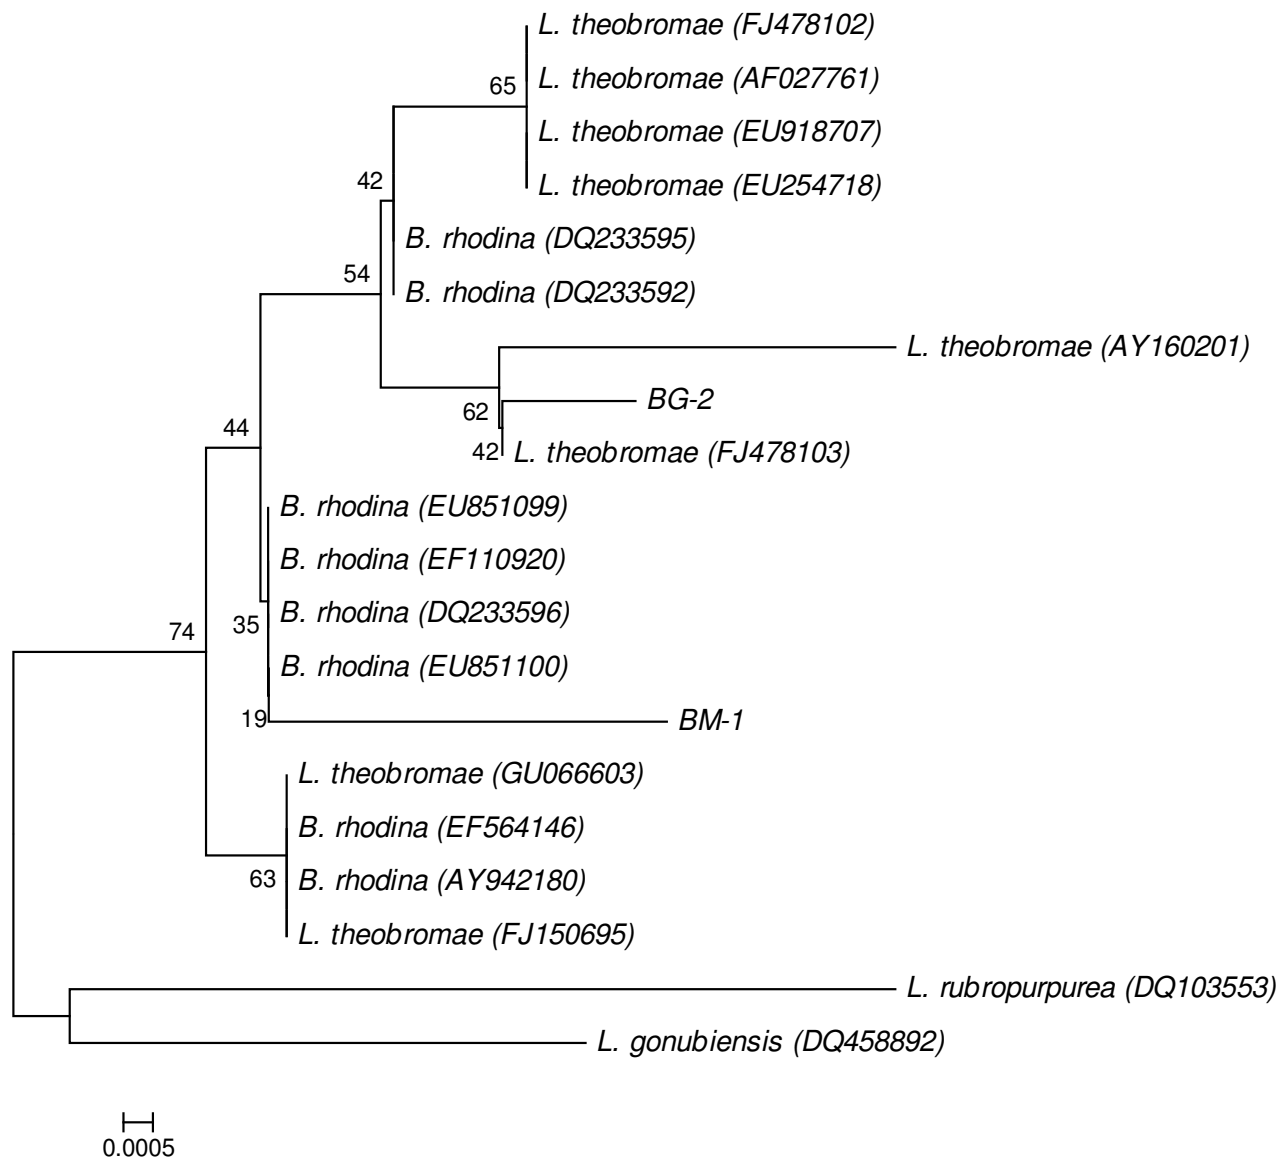 L. theobromae (FJ478102)
L. theobromae (AF027761)
65
L. theobromae (EU918707)
L. theobromae (EU254718)
42
B. rhodina (DQ233595)
54
B. rhodina (DQ233592)
L. theobromae (AY160201)
BG-2
62
44
42
L. theobromae (FJ478103)
B. rhodina (EU851099)
B. rhodina (EF110920)
B. rhodina (DQ233596)
35
74
B. rhodina (EU851100)
19
BM-1
L. theobromae (GU066603)
B. rhodina (EF564146)
63
B. rhodina (AY942180)
L. theobromae (FJ150695)
L. rubropurpurea (DQ103553)
L. gonubiensis (DQ458892)
0.0005